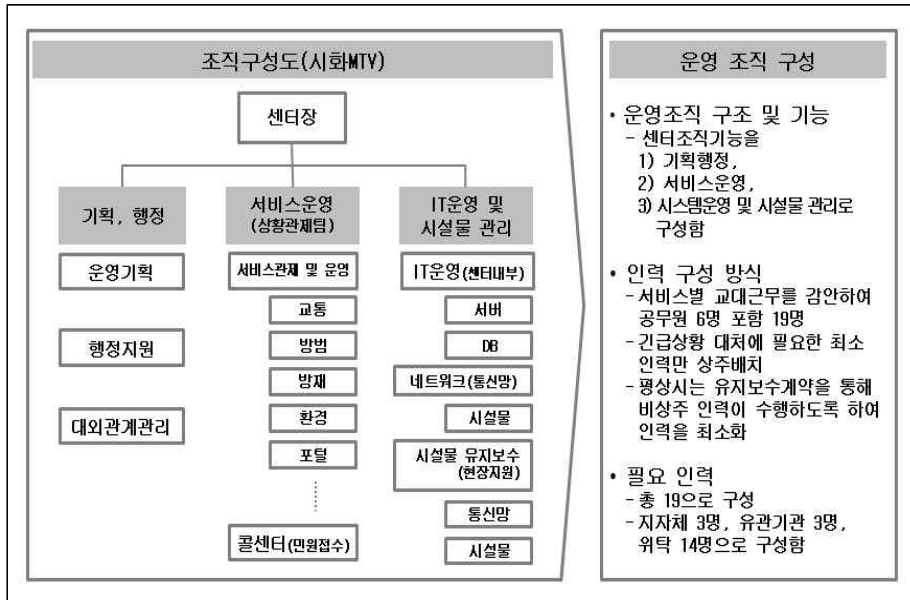 조직구성도(시화MTV)
센터장
기획, 행정
운영기획
행정지원
대외관계관리
서비스운영
(상황관제팀)
서비스관제 및 운영
교통
방범
방재
환경
포털
콜센터(민원접수)
IT운영 및
시설물 관리
IT운영(센터내부)
서버
DB
네트워크(통신망)
시설물
시설물 유지보수
(현장지원)
통신망
시설물
운영 조직 구성
• 운영조직 구조 및 기능
- 센터조직기능을
1) 기획행정,
2) 서비스운영,
3) 시스템운영 및 시설물 관리로
구성함
• 인력 구성 방식
- 서비스별 교대근무를 감안하여
공무원 6명 포함 19명
- 긴급상황 대처에 필요한 최소
인력만 상주배치
- 평상시는 유지보수계약을 통해
비상주 인력이 수행하도록 하여
인력을 최소화
• 필요 인력
- 총 19으로 구성
- 지자체 3명, 유관기관 3명,
위탁 14명으로 구성함